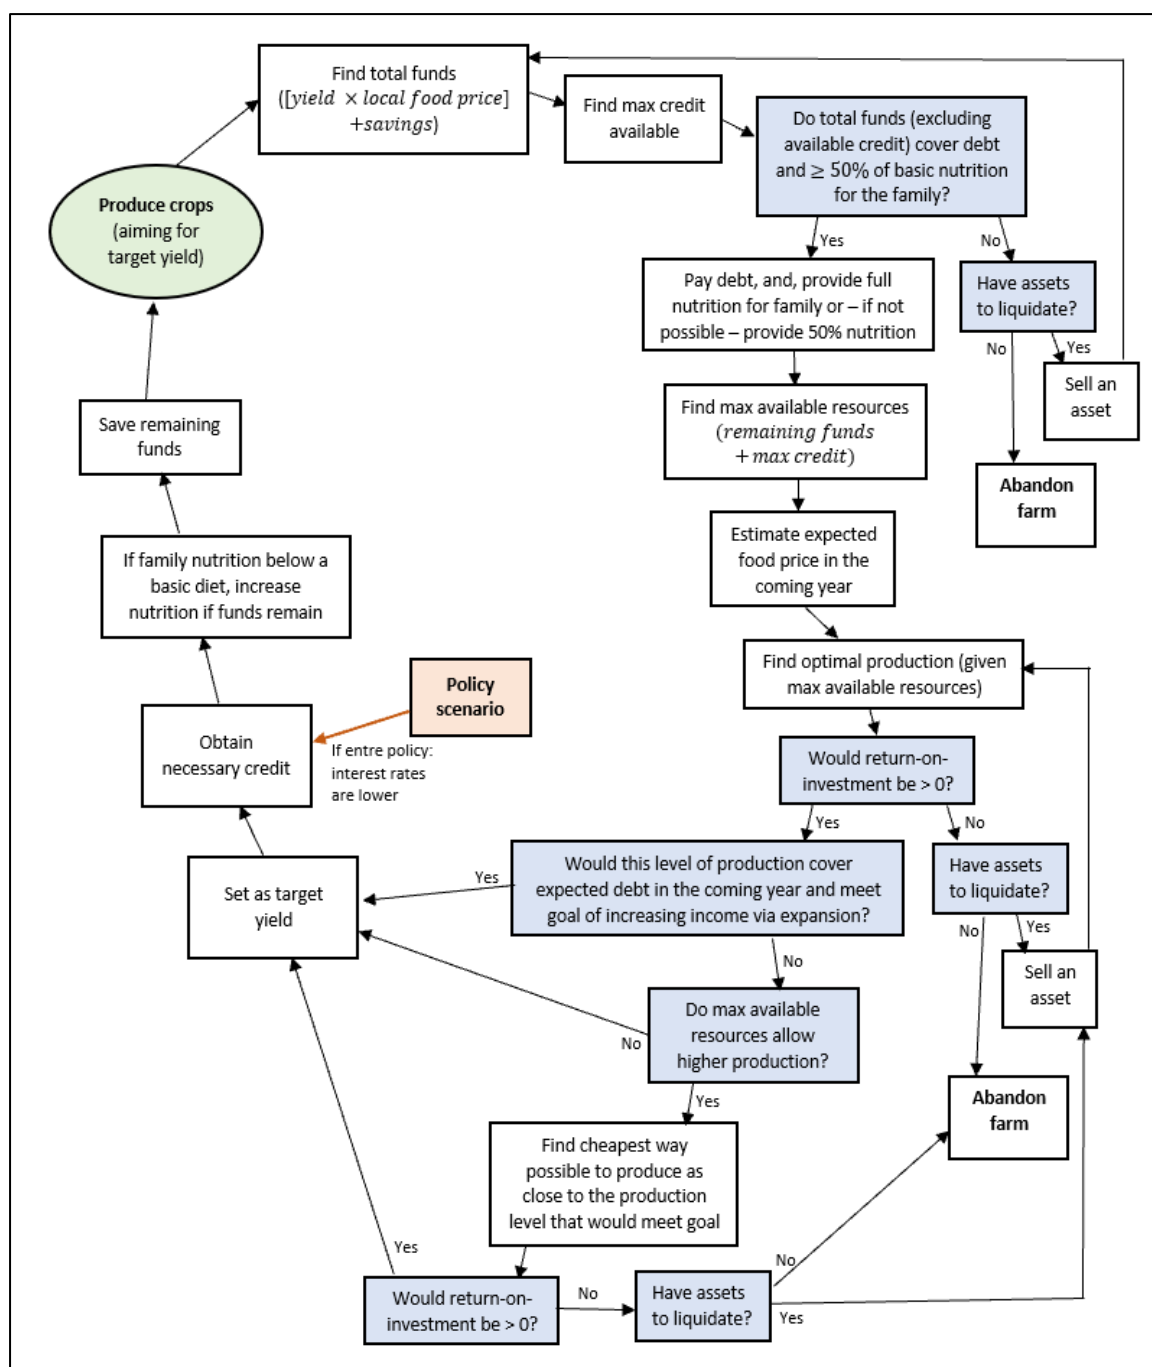 Find total funds
([yield × local food price]
+savings)
Find max credit
available
Do total funds (excluding
available credit) cover debt
and ≥ 50% of basic nutrition
for the family?
Yes
No
Have assets
to liquidate?
No
Yes
Sell an
asset
Abandon
farm
Pay debt, and, provide full
nutrition for family or – if not
possible – provide 50% nutrition
Find max available resources
(remaining funds
+ max credit)
Estimate expected
food price in the
coming year
Find optimal production (given
max available resources)
Would return-on-
investment be > 0?
Yes
No
Have assets
to liquidate?
No
Yes
Sell an
asset
Abandon
farm
Would this level of production cover
expected debt in the coming year and meet
goal of increasing income via expansion?
Yes
No
Do max available
resources allow
higher production?
No
Yes
Find cheapest way
possible to produce as
close to the production
level that would meet goal
Would return-on-
investment be > 0?
Yes
No
Have assets
to liquidate?
No
Yes
Set as target
yield
Obtain
necessary credit
Policy
scenario
If entre policy:
interest rates
are lower
If family nutrition below a
basic diet, increase
nutrition if funds remain
Save remaining
funds
Produce crops
(aiming for
target yield)